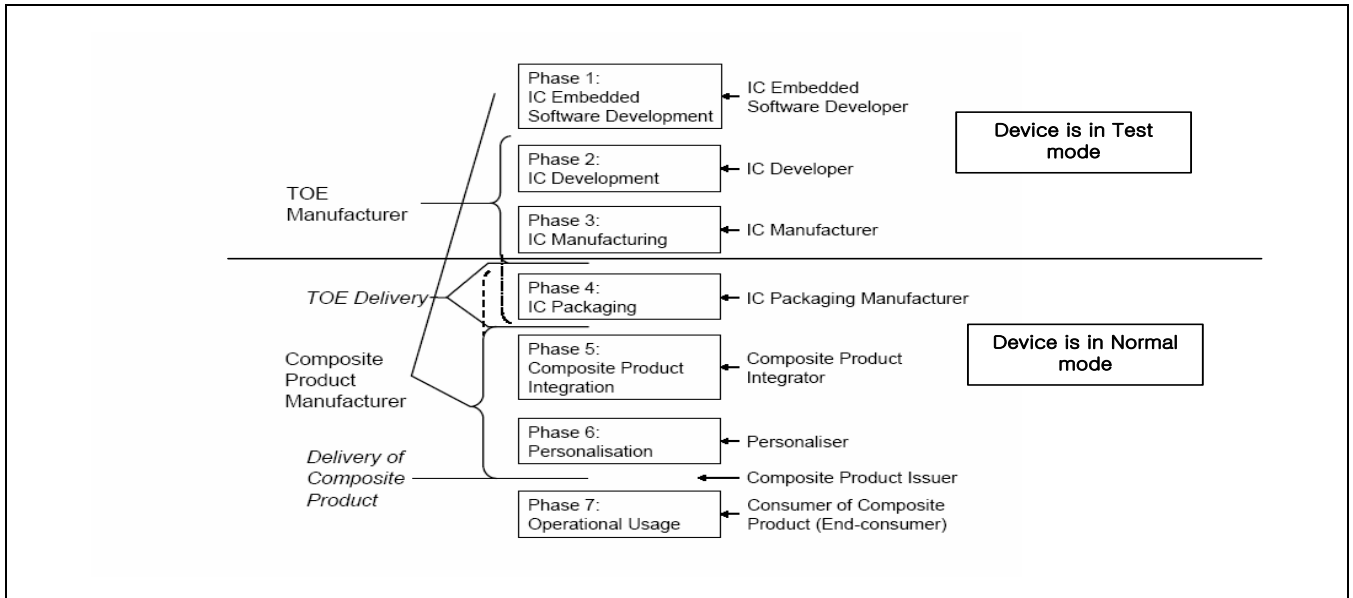 Phase 1:
IC Embedded
Software Development
IC Embedded
Software Developer
Device is in Test
mode
Phase 2:
IC Development
IC Developer
TOE
Manufacturer
Phase 3:
IC Manufacturing
IC Manufacturer
TOE Delivery
Phase 4:
IC Packaging
IC Packaging Manufacturer
Device is in Normal
mode
Composite
Product
Manufacturer
Phase 5:
Composite Product
Integration
Composite Product
Integrator
Phase 6:
Personalisation
Personaliser
Delivery of
Composite
Product
Composite Product Issuer
Phase 7:
Operational Usage
Consumer of Composite
Product (End-consumer)